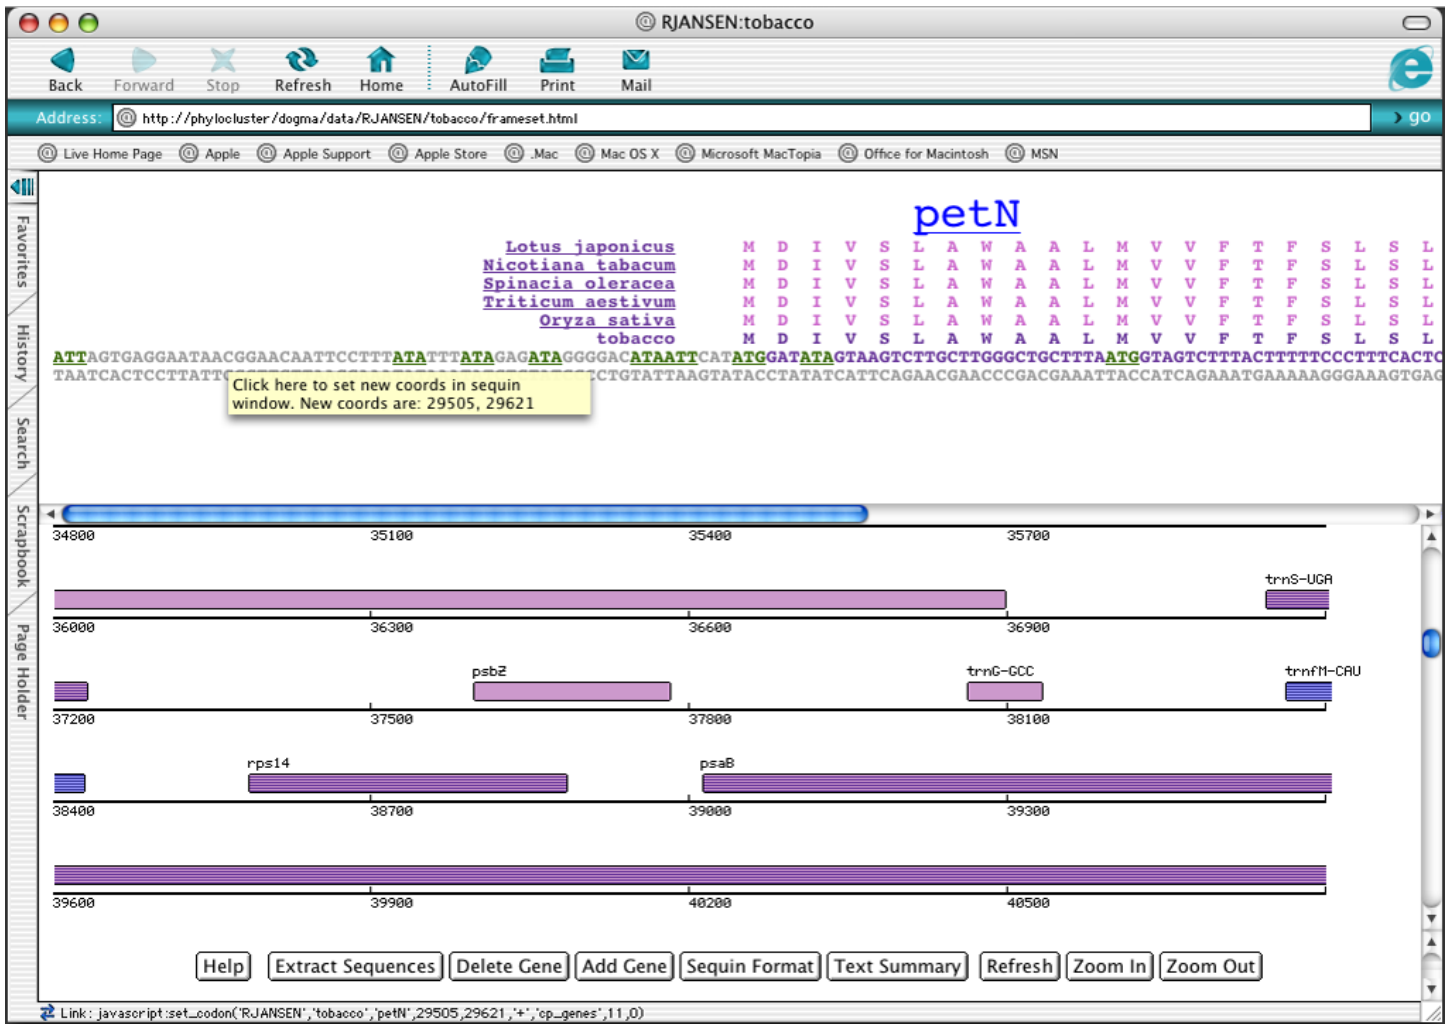 RJANSEN:tobacco
Back Forward Stop Refresh Home AutoFill Print Mail
Address: http://phylocluster/dogma/data/RJANSEN/tobacco/frameset.html go
Live Home Page Apple Apple Support Apple Store .Mac Mac OS X Microsoft MacTopia Office for Macintosh MSN
Favorites
History
Search
Scrapbook
Page Holder
petN
Lotus japonicus M D I V S L A W A A L M V V F T F S L S L
Nicotiana tabacum M D I V S L A W A A L M V V F T F S L S L
Spinacia oleracea M D I V S L A W A A L M V V F T F S L S L
Triticum aestivum M D I V S L A W A A L M V V F T F S L S L
Oryza sativa M D I V S L A W A A L M V V F T F S L S L
tobacco M D I V S L A W A A L M V V F T F S L S L
ATTAGTGAGGAATAACGGAACAATTCCTTTATATTTATAGAGATAGGGGACATAATTCATATGGATATAGTAAGTCTTGCTTGGGCTGCTTTAATGGTAGTCTTTACTTTTTCCCTTTCACTC
TAATCACTCCTTATTG CCTGTATTAAGTATACCTATATCATTCAGAACGAACCCGACGAAATTACCATCAGAAATGAAAAAGGGAAAGTGAG
Click here to set new coords in sequin
window. New coords are: 29505, 29621
34800 35100 35400 35700
trnS-UGA
36000 36300 36600 36900
psbZ trnG-GCC trnfM-CAU
37200 37500 37800 38100
rps14 psaB
38400 38700 39000 39300
39600 39900 40200 40500
Help Extract Sequences Delete Gene Add Gene Sequin Format Text Summary Refresh Zoom In Zoom Out
Link: javascript:set_codon('RJANSEN','tobacco','petN',29505,29621,'+','cp_genes',11,0)